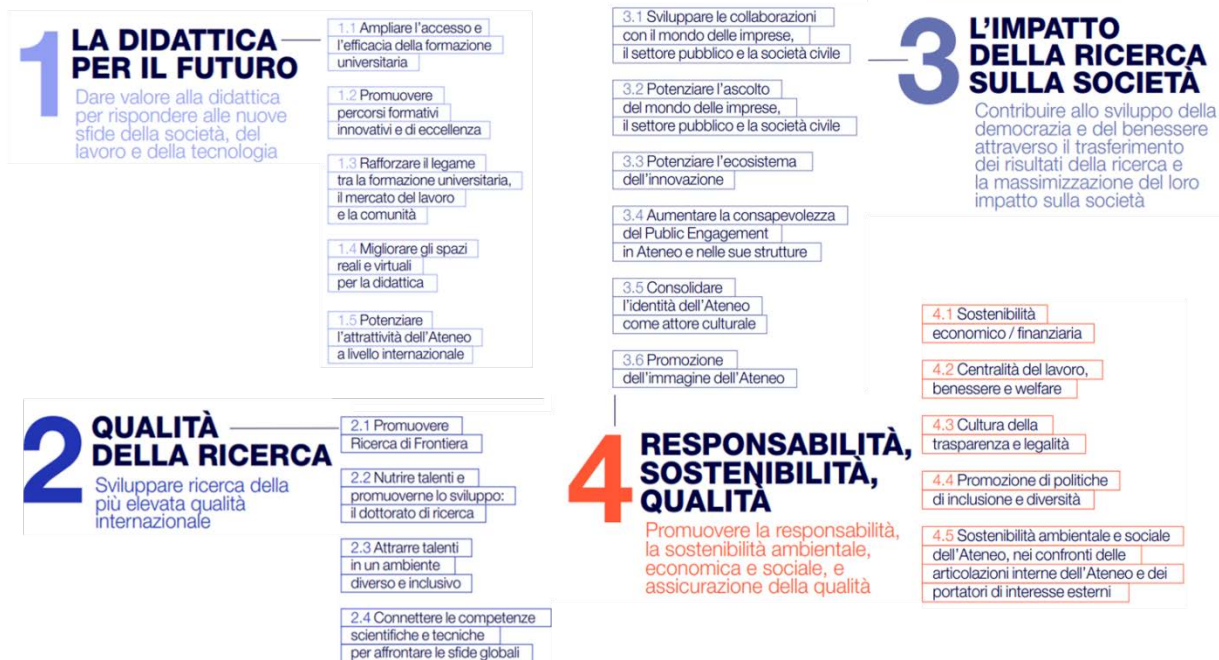 1
LA DIDATTICA
PER IL FUTURO
Dare valore alla didattica
per rispondere alle nuove
sfide della società, del
lavoro e della tecnologia
1.1 Ampliare l'accesso e
l'efficacia della formazione
universitaria
1.2 Promuovere
percorsi formativi
innovativi e di eccellenza
1.3 Rafforzare il legame
tra la formazione universitaria,
il mercato del lavoro
e la comunità
1.4 Migliorare gli spazi
reali e virtuali
per la didattica
1.5 Potenziare
l'attrattività dell'Ateneo
a livello internazionale
2
QUALITÀ
DELLA RICERCA
Sviluppare ricerca della
più elevata qualità
internazionale
2.1 Promuovere
Ricerca di Frontiera
2.2 Nutrire talenti e
promuoverne lo sviluppo:
il dottorato di ricerca
2.3 Attrarre talenti
in un ambiente
diverso e inclusivo
2.4 Connettere le competenze
scientifiche e tecniche
per affrontare le sfide globali
3
L'IMPATTO
DELLA RICERCA
SULLA SOCIETÀ
Contribuire allo sviluppo della
democrazia e del benessere
attraverso il trasferimento
dei risultati della ricerca e
la massimizzazione del loro
impatto sulla società
3.1 Sviluppare le collaborazioni
con il mondo delle imprese,
il settore pubblico e la società civile
3.2 Potenziare l'ascolto
del mondo delle imprese,
il settore pubblico e la società civile
3.3 Potenziare l'ecosistema
dell'innovazione
3.4 Aumentare la consapevolezza
del Public Engagement
in Ateneo e nelle sue strutture
3.5 Consolidare
l'identità dell'Ateneo
come attore culturale
3.6 Promozione
dell'immagine dell'Ateneo
4
RESPONSABILITÀ,
SOSTENIBILITÀ,
QUALITÀ
Promuovere la responsabilità,
la sostenibilità ambientale,
economica e sociale, e
assicurazione della qualità
4.1 Sostenibilità
economico / finanziaria
4.2 Centralità del lavoro,
benessere e welfare
4.3 Cultura della
trasparenza e legalità
4.4 Promozione di politiche
di inclusione e diversità
4.5 Sostenibilità ambientale e sociale
dell'Ateneo, nei confronti delle
articolazioni interne dell'Ateneo e dei
portatori di interesse esterni